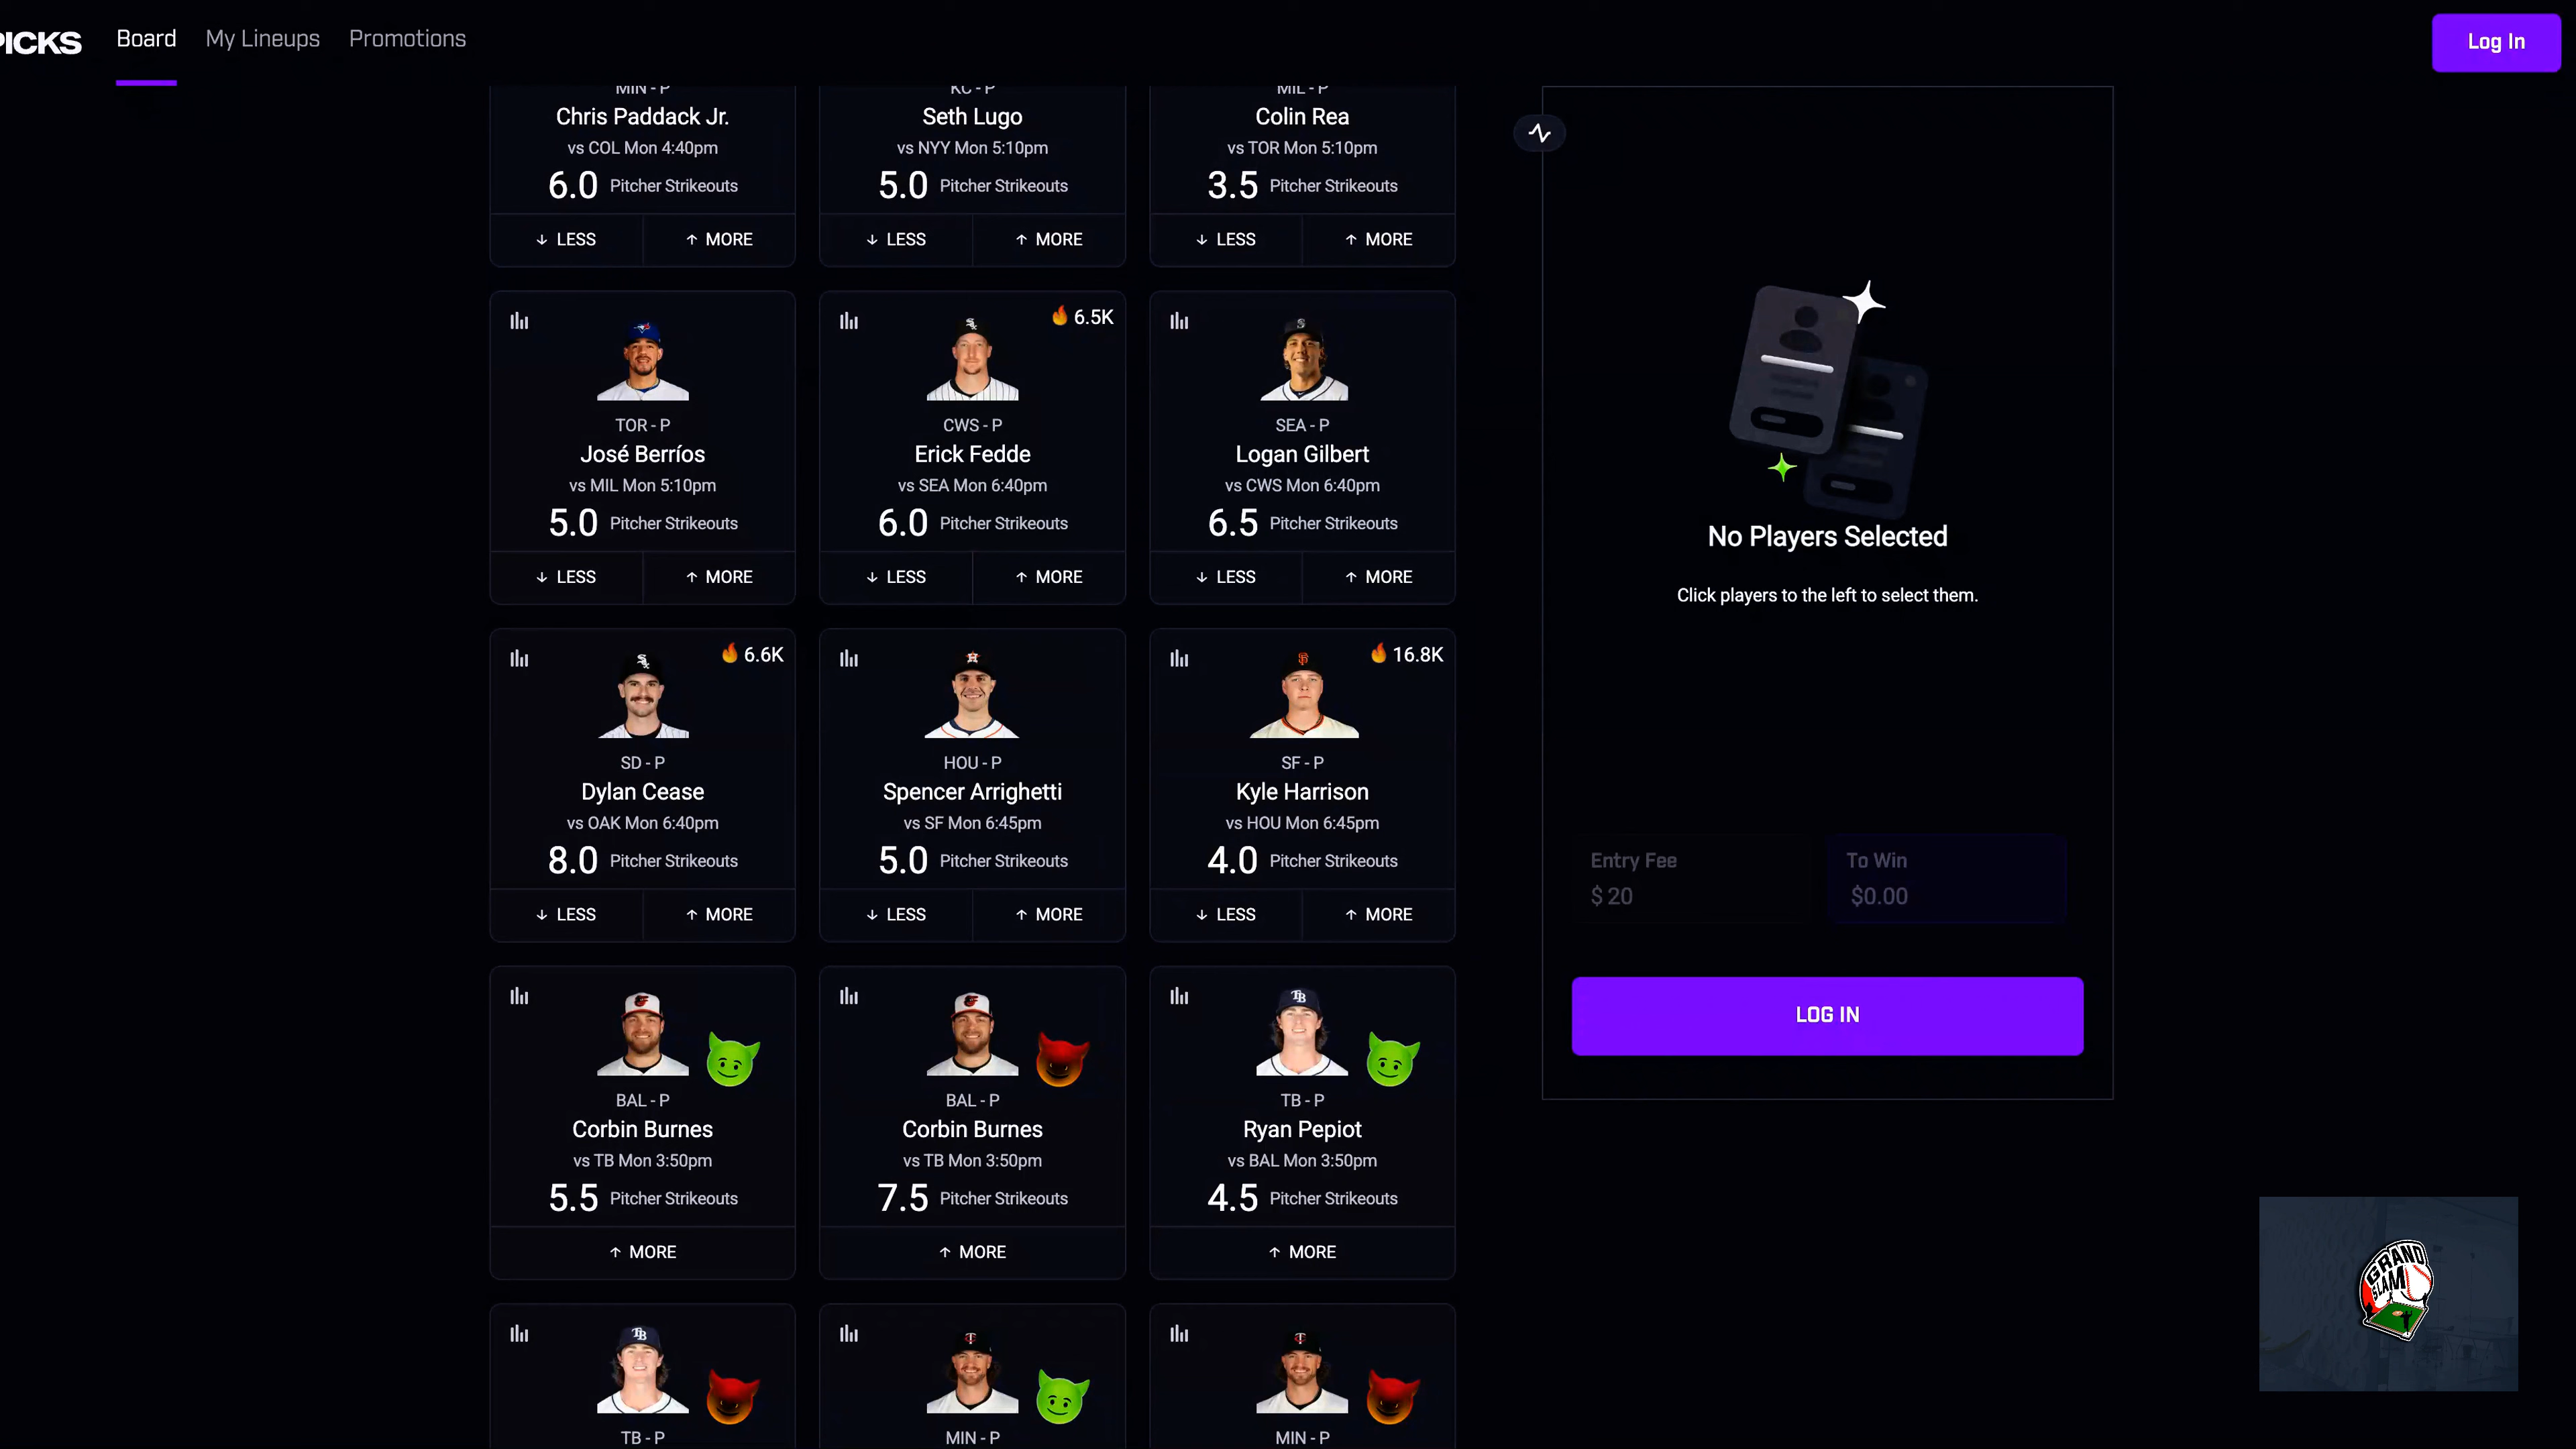 PICKS
Board
My Lineups
Promotions
Log In
MIN - P
Chris Paddack Jr.
vs COL Mon 4:40pm
6.0 Pitcher Strikeouts
LESS
MORE
KC - P
Seth Lugo
vs NYY Mon 5:10pm
5.0 Pitcher Strikeouts
LESS
MORE
MIL - P
Colin Rea
vs TOR Mon 5:10pm
3.5 Pitcher Strikeouts
LESS
MORE
TOR - P
José Berríos
vs MIL Mon 5:10pm
5.0 Pitcher Strikeouts
LESS
MORE
6.5K
CWS - P
Erick Fedde
vs SEA Mon 6:40pm
6.0 Pitcher Strikeouts
LESS
MORE
SEA - P
Logan Gilbert
vs CWS Mon 6:40pm
6.5 Pitcher Strikeouts
LESS
MORE
6.6K
SD - P
Dylan Cease
vs OAK Mon 6:40pm
8.0 Pitcher Strikeouts
LESS
MORE
HOU - P
Spencer Arrighetti
vs SF Mon 6:45pm
5.0 Pitcher Strikeouts
LESS
MORE
16.8K
SF - P
Kyle Harrison
vs HOU Mon 6:45pm
4.0 Pitcher Strikeouts
LESS
MORE
BAL - P
Corbin Burnes
vs TB Mon 3:50pm
5.5 Pitcher Strikeouts
MORE
BAL - P
Corbin Burnes
vs TB Mon 3:50pm
7.5 Pitcher Strikeouts
MORE
TB
TB - P
Ryan Pepiot
vs BAL Mon 3:50pm
4.5 Pitcher Strikeouts
MORE
TB
TB - P
MIN - P
MIN - P
No Players Selected
Click players to the left to select them.
Entry Fee
$ 20
To Win
$0.00
LOG IN
GRAND
SLAM